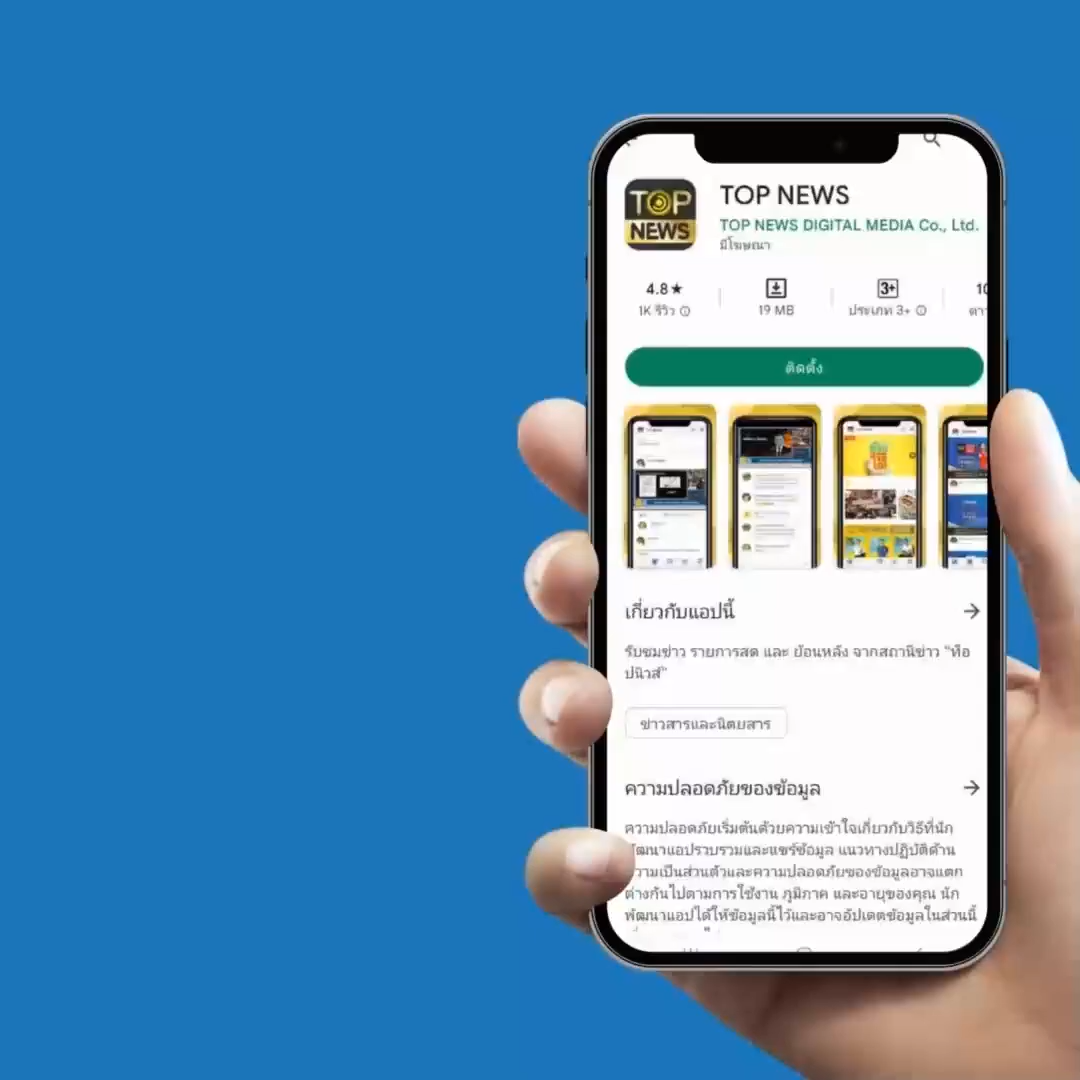 TOP NEWS
TOP
NEWS
TOP NEWS DIGITAL MEDIA Co., Ltd.
มีโฆษณา
4.8★
3+
10
1K รีวิว
19 MB
ประเภท 3+
ติดตั้ง
เกี่ยวกับแอปนี้
รับชมข่าว รายการสด และ ย้อนหลัง จากสถานีข่าว "ท็อ
ปนิวส์"
ข่าวสารและนิตยสาร
ความปลอดภัยของข้อมูล
ความปลอดภัยเริ่มต้นด้วยความเข้าใจเกี่ยวกับวิธีที่นัก
พัฒนาแอปรวบรวมและแชร์ข้อมูล แนวทางปฏิบัติด้าน
ความเป็นส่วนตัวและความปลอดภัยของข้อมูลอาจแตก
ต่างกันไปตามการใช้งาน ภูมิภาค และอายุของคุณ นัก
พัฒนาแอปได้ให้ข้อมูลนี้ไว้และอาจอัปเดตข้อมูลในส่วนนี้